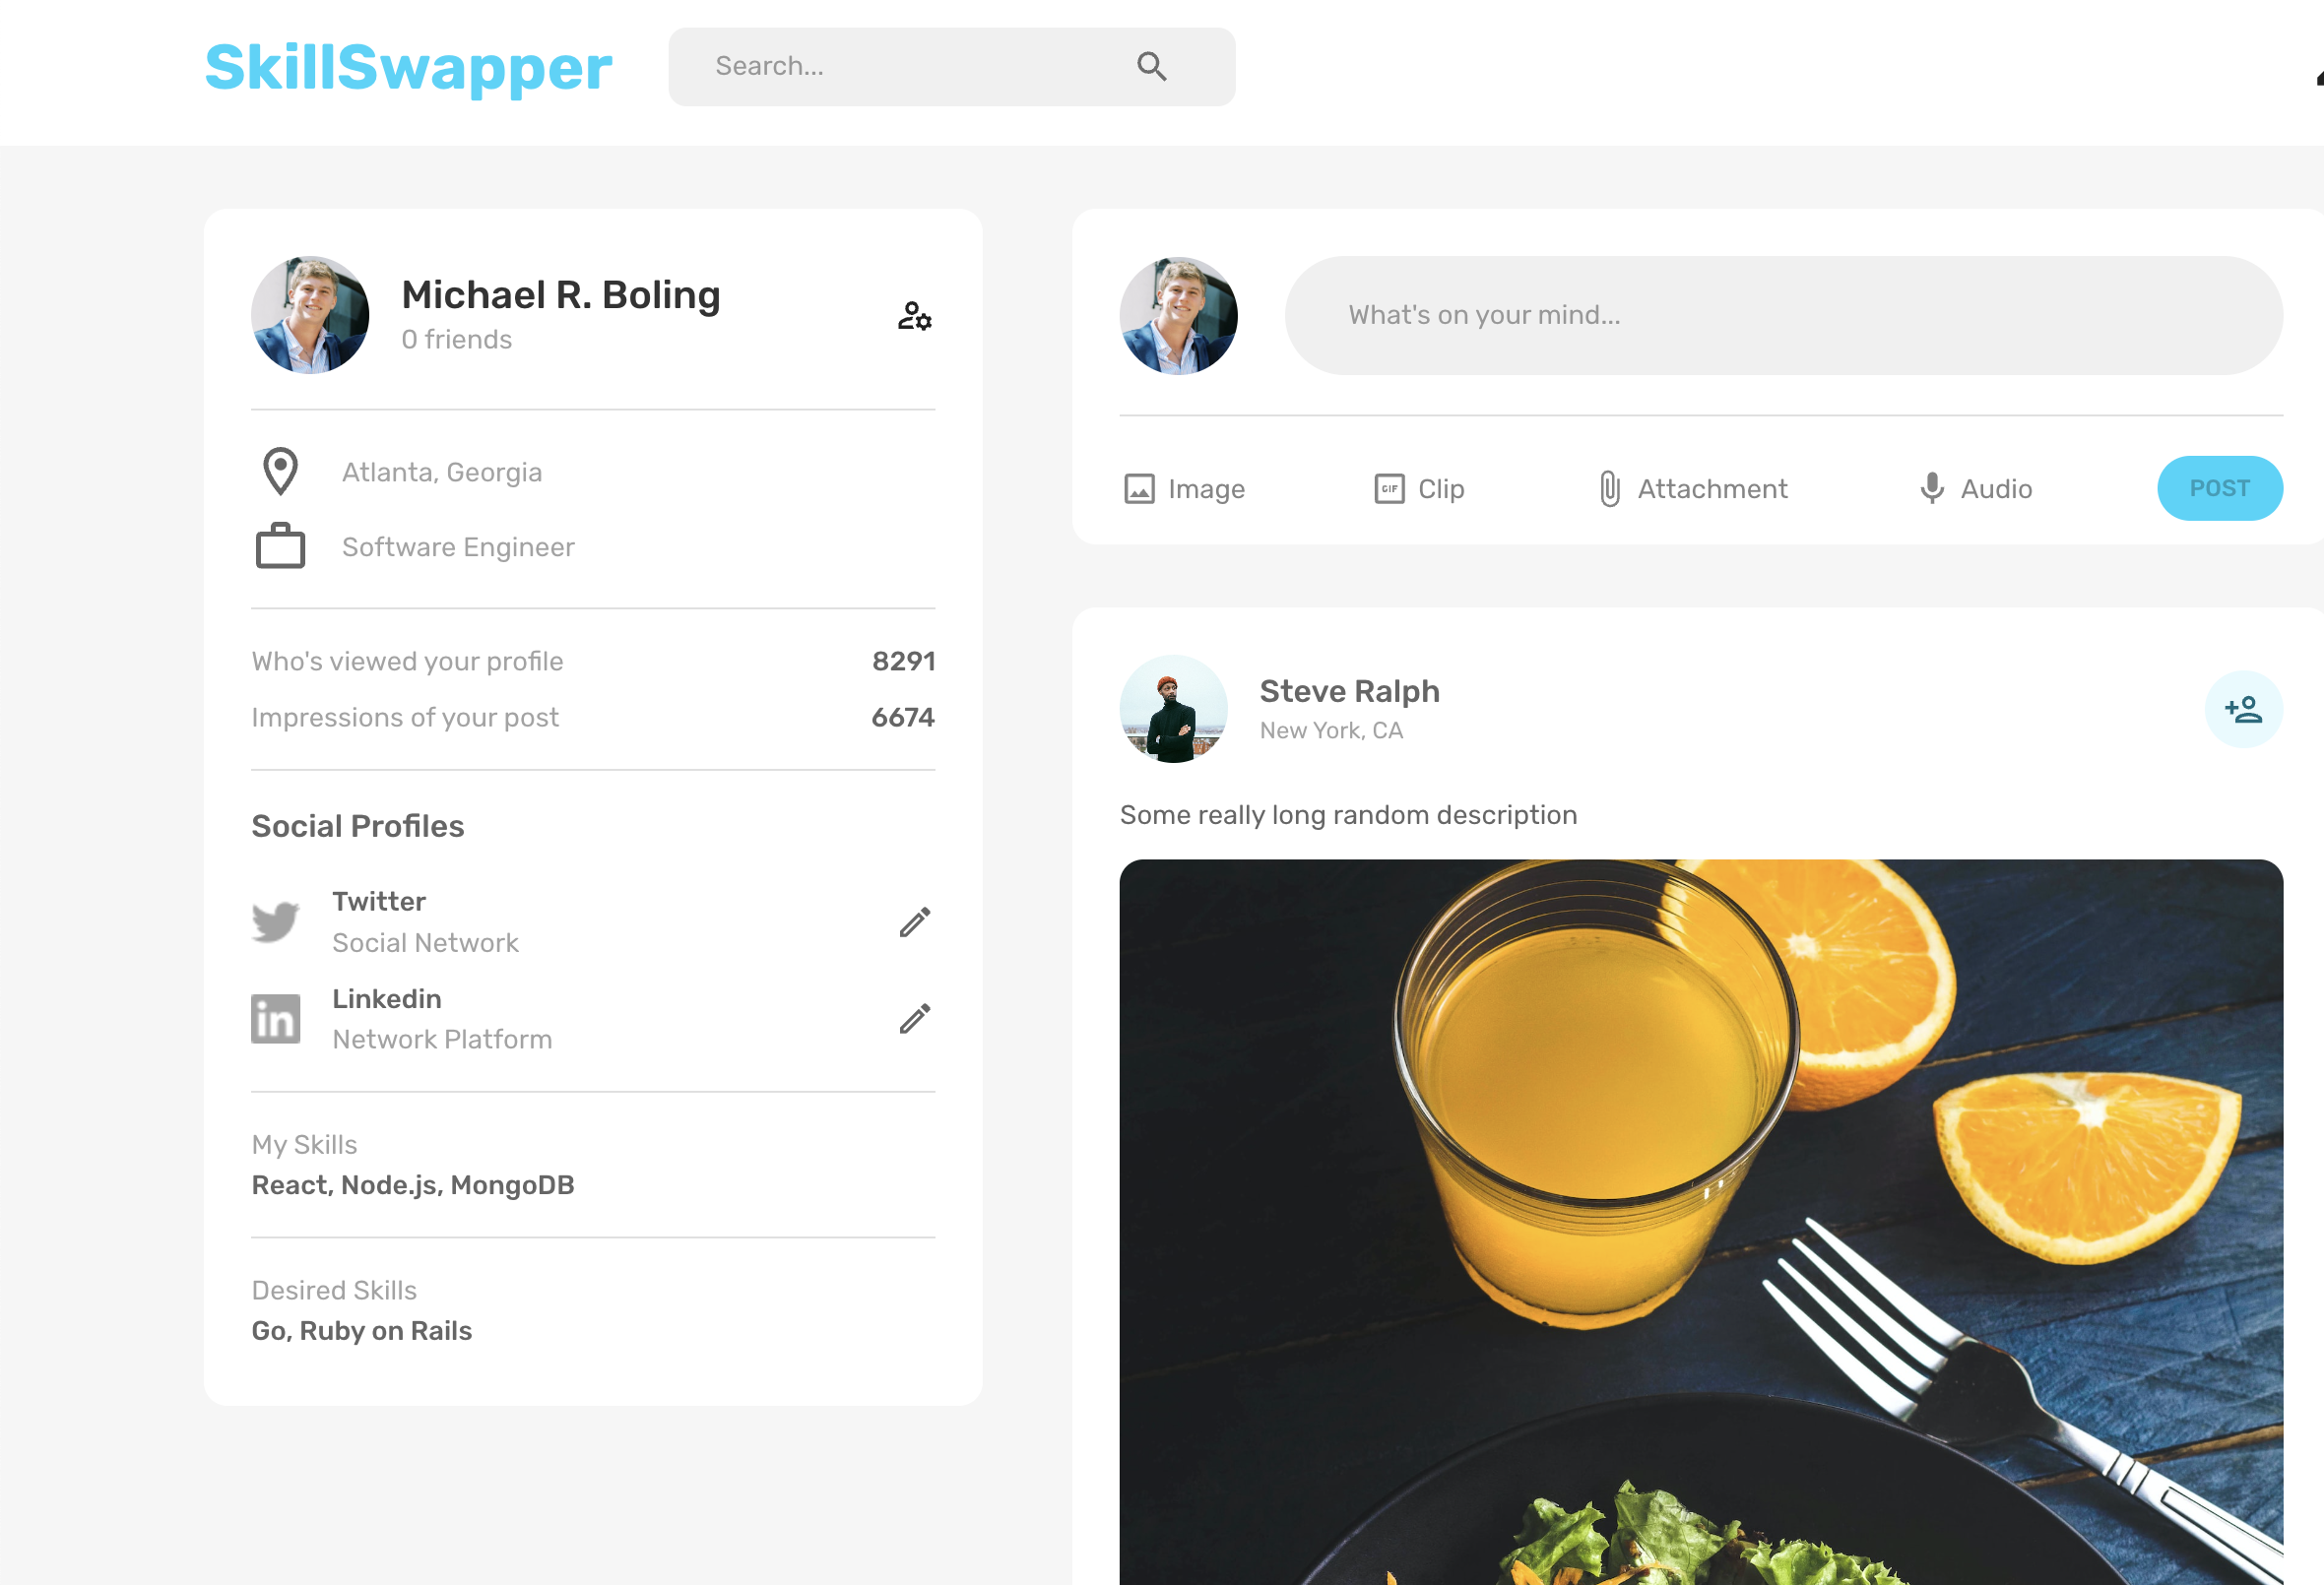 SkillSwapper
Search...
Michael R. Boling
0 friends
Atlanta, Georgia
Software Engineer
Who's viewed your profile 8291
Impressions of your post 6674
Social Profiles
Twitter
Social Network
in
Linkedin
Network Platform
My Skills
React, Node.js, MongoDB
Desired Skills
Go, Ruby on Rails
What's on your mind...
Image GIF Clip Attachment Audio POST
Steve Ralph
New York, CA
Some really long random description